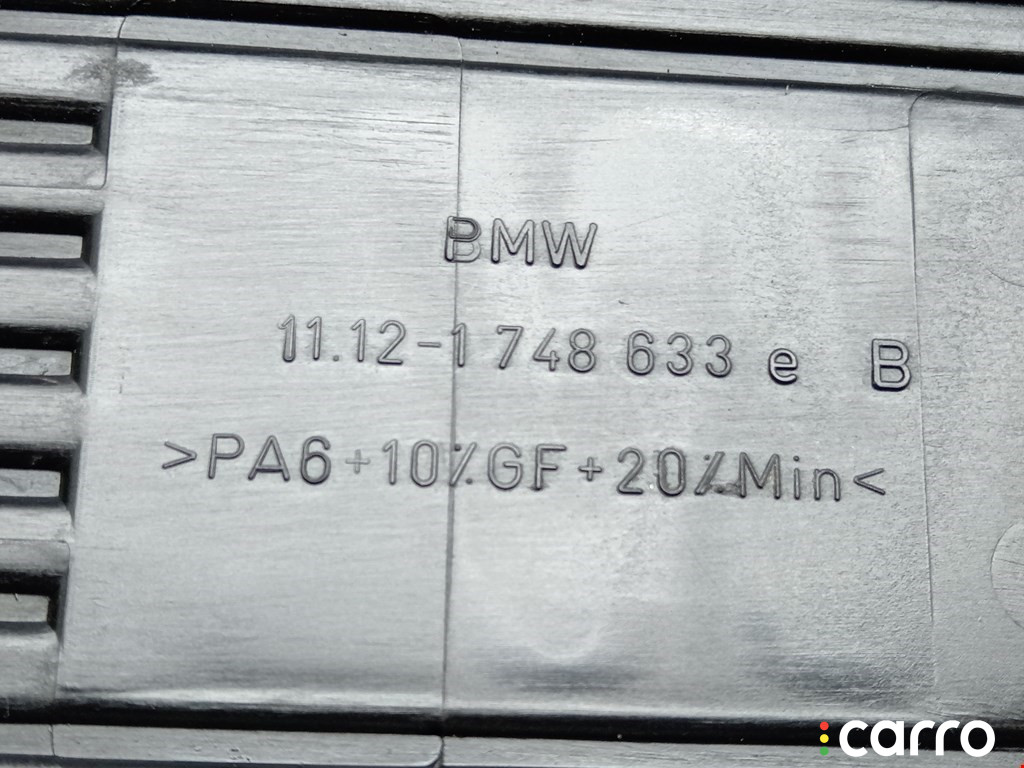 BMW
11.12-1 748 633 e B
>PA6+10%GF+20%Min<
carro